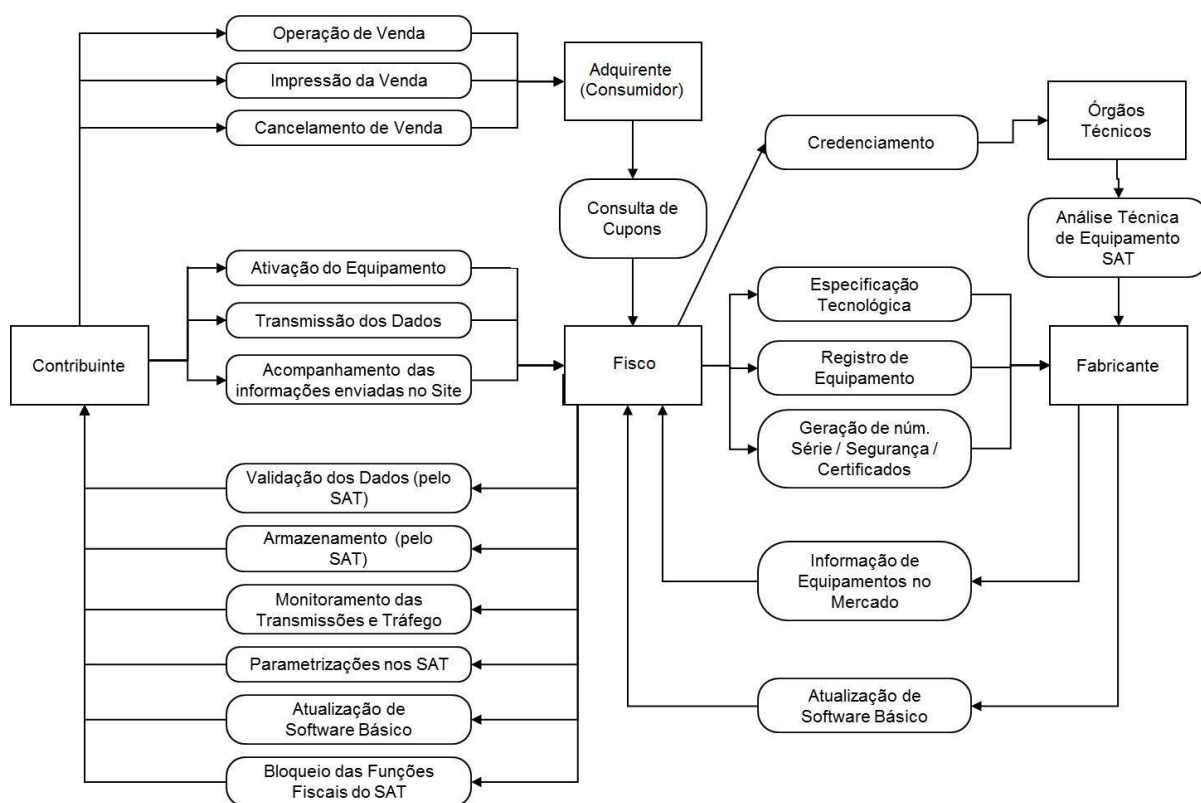 Operação de Venda
Impressão da Venda
Cancelamento de Venda
Adquirente
(Consumidor)
Credenciamento
Órgãos
Técnicos
Consulta de
Cupons
Análise Técnica
de Equipamento
SAT
Ativação do Equipamento
Transmissão dos Dados
Acompanhamento das
informações enviadas no Site
Contribuinte
Fisco
Especificação
Tecnológica
Registro de
Equipamento
Geração de núm.
Série / Segurança /
Certificados
Fabricante
Validação dos Dados (pelo
SAT)
Armazenamento (pelo
SAT)
Monitoramento das
Transmissões e Tráfego
Parametrizações nos SAT
Atualização de
Software Básico
Bloqueio das Funções
Fiscais do SAT
Informação de
Equipamentos no
Mercado
Atualização de
Software Básico